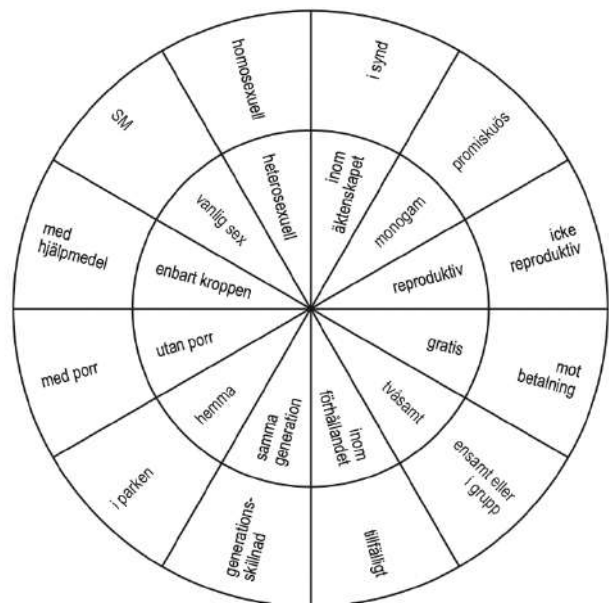 homosexuell
i synd
promiskuös
icke
reproduktiv
mot
betalning
ensamt eller
i grupp
tillfälligt
generations-
skillnad
i parken
med porr
med
hjälpmedel
SM
heterosexuell
inom
äktenskapet
monogam
reproduktiv
gratis
tvåsamt
inom
förhållandet
samma
generation
hemma
utan porr
enbart kroppen
vanlig sex